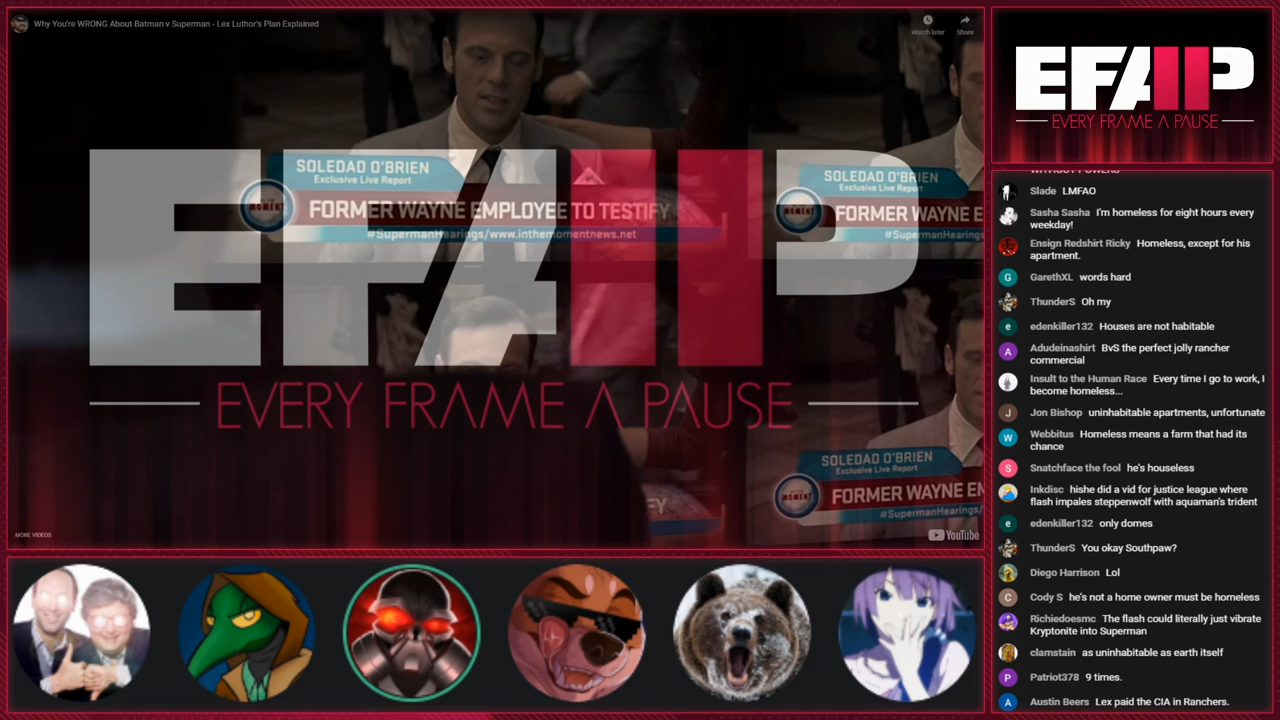 Why You're WRONG About Batman v Superman - Lex Luthor's Plan Explained
Watch later
Share
SOLEDAD O'BRIEN
Exclusive Live Report
IN THE
MOMENT
FORMER WAYNE EMPLOYEE TO TESTIFY
#SupermanHearings/www.inthemomentnews.net
SOLEDAD O'BRIEN
Exclusive Live Report
MOMENT
FORMER WAYNE E
#SupermanHearings
EFAP
EVERY FRAME A PAUSE
SOLEDAD O'BRIEN
Exclusive Live Report
MOMENT
FORMER WAYNE EN
#SupermanHearings/
FY
MORE VIDEOS
YouTube
EFAP
EVERY FRAME A PAUSE
WITHOUT POWERS
Slade LMFAO
Sasha Sasha I'm homeless for eight hours every
weekday!
Ensign Redshirt Ricky Homeless, except for his
apartment.
G
GarethXL words hard
ThunderS Oh my
e
edenkiller132 Houses are not habitable
A
Adudeinashirt BvS the perfect jolly rancher
commercial
Insult to the Human Race Every time I go to work, I
become homeless...
J
Jon Bishop uninhabitable apartments, unfortunate
W
Webbitus Homeless means a farm that had its
chance
S
Snatchface the fool he's houseless
Inkdisc hishe did a vid for justice league where
flash impales steppenwolf with aquaman's trident
e
edenkiller132 only domes
ThunderS You okay Southpaw?
Diego Harrison Lol
C
Cody S he's not a home owner must be homeless
Richiedoesmc The flash could literally just vibrate
Kryptonite into Superman
clamstain as uninhabitable as earth itself
P
Patriot378 9 times.
A
Austin Beers Lex paid the CIA in Ranchers.